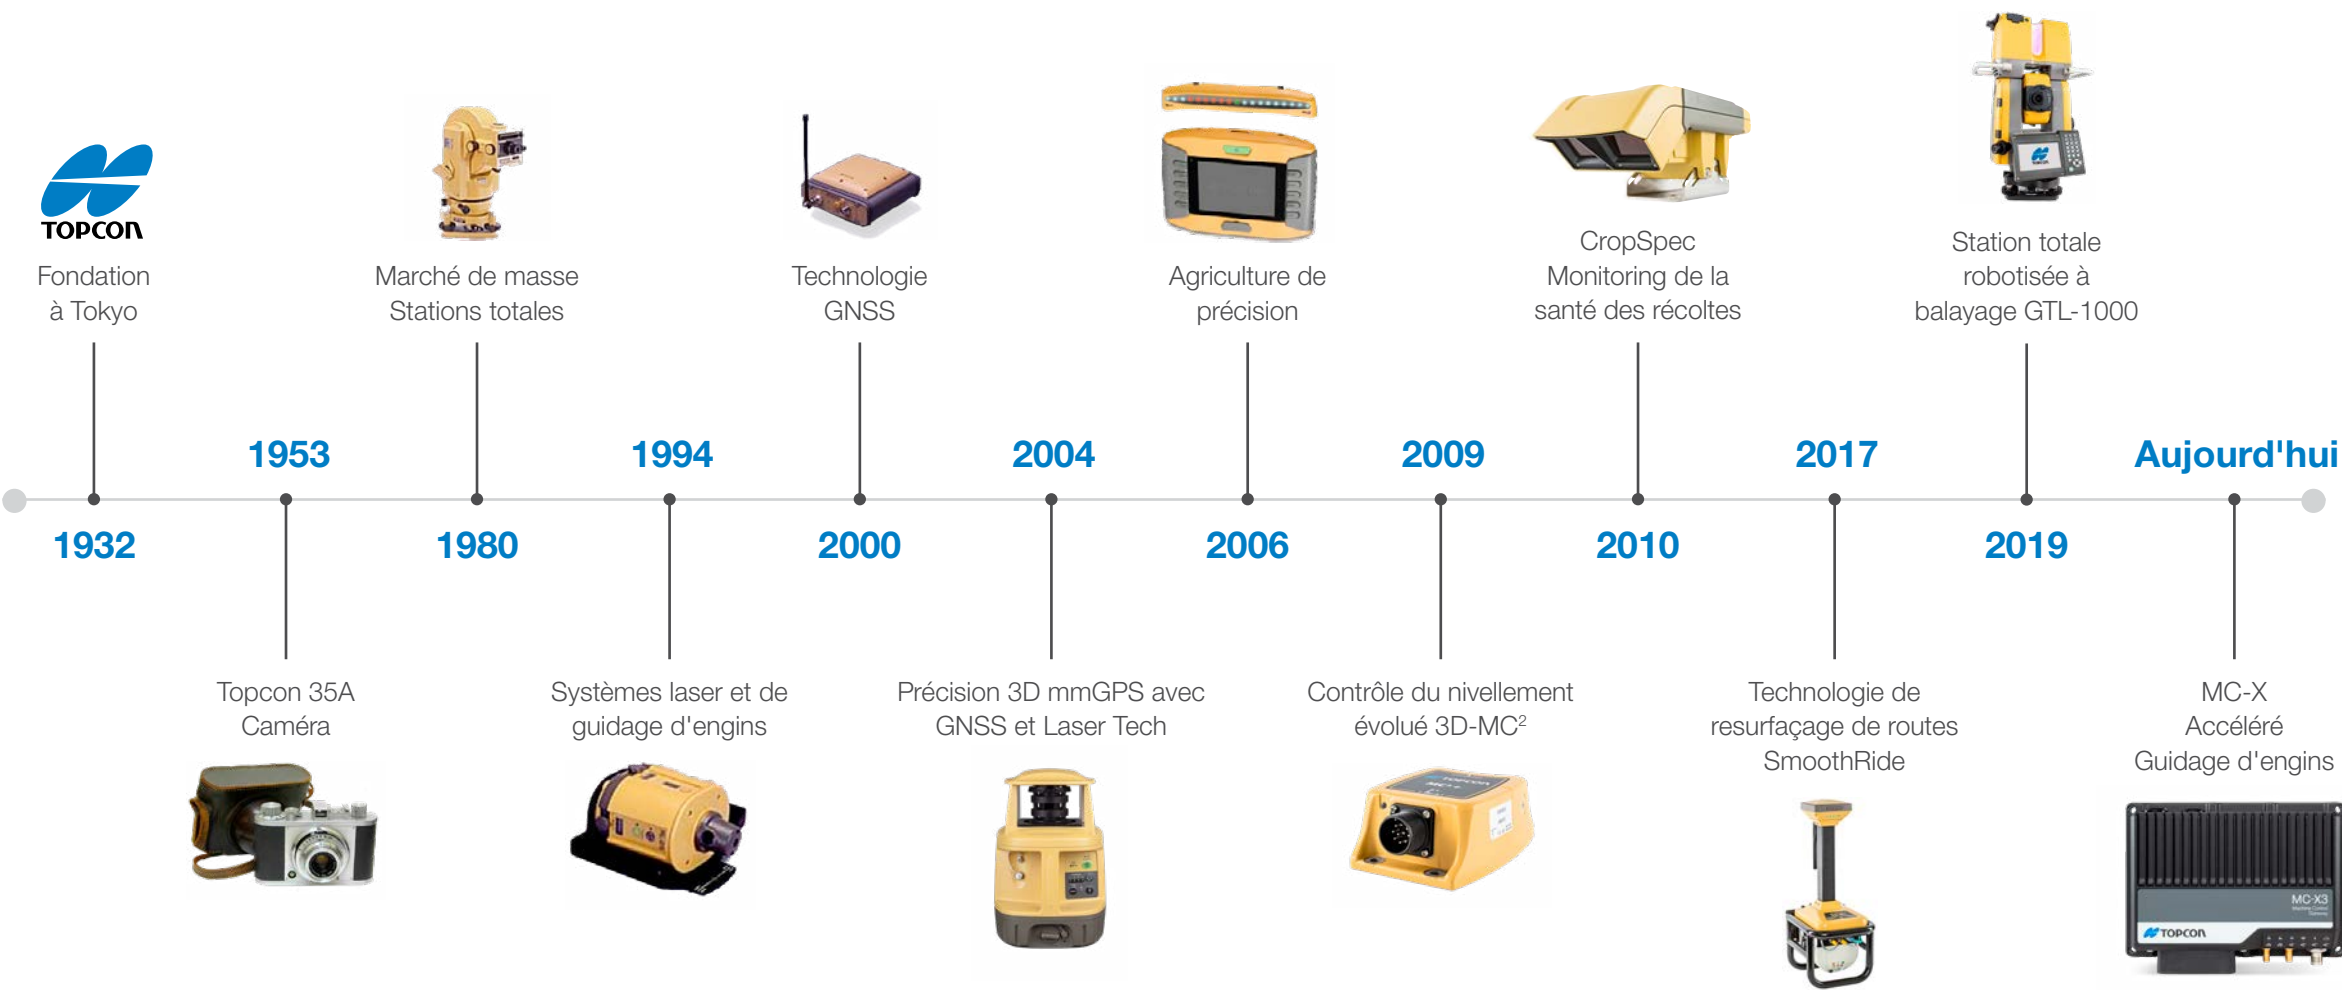 TOPCON
Fondation
à Tokyo
1932
1953
Topcon 35A
Caméra
Marché de masse
Stations totales
1980
1994
Systèmes laser et de
guidage d'engins
Technologie
GNSS
2000
2004
Précision 3D mmGPS avec
GNSS et Laser Tech
Agriculture de
précision
2006
2009
Contrôle du nivellement
évolué 3D-MC²
TOPCON
CropSpec
Monitoring de la
santé des récoltes
2010
2017
Technologie de
resurfaçage de routes
SmoothRide
TOPCON
Station totale
robotisée à
balayage GTL-1000
2019
Aujourd'hui
MC-X
Accéléré
Guidage d'engins
MC-X3
TOPCON